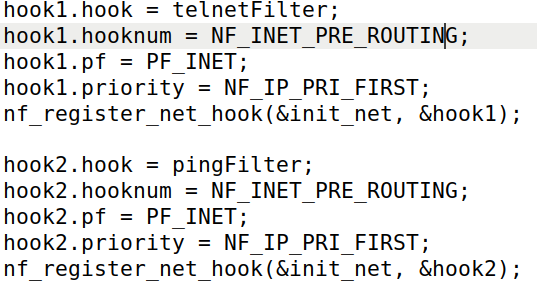 hook1.hook = telnetFilter;
hook1.hooknum = NF_INET_PRE_ROUTING;
hook1.pf = PF_INET;
hook1.priority = NF_IP_PRI_FIRST;
nf_register_net_hook(&init_net, &hook1);
hook2.hook = pingFilter;
hook2.hooknum = NF_INET_PRE_ROUTING;
hook2.pf = PF_INET;
hook2.priority = NF_IP_PRI_FIRST;
nf_register_net_hook(&init_net, &hook2);